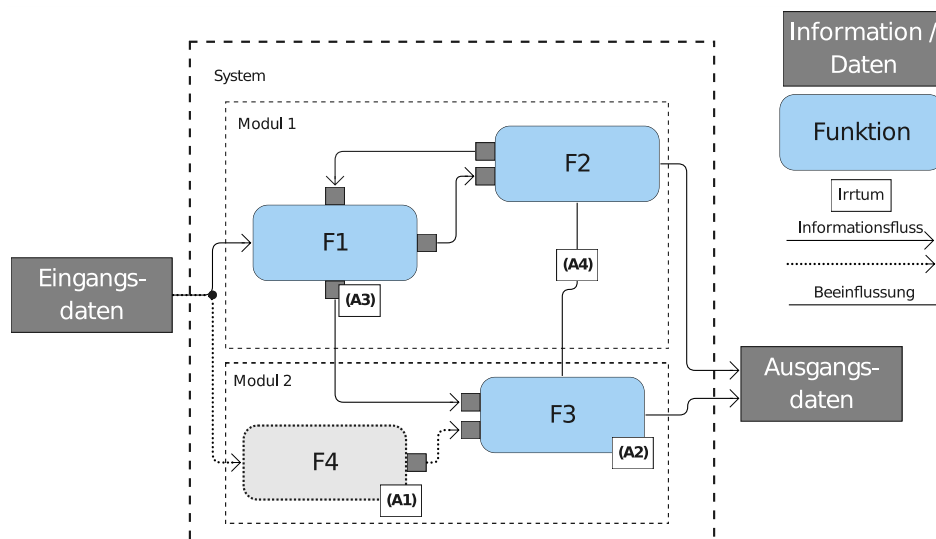 Information /
Daten
Funktion
Irrtum
Informationsfluss
Beeinflussung
System
Modul 1
F2
F1
(A4)
(A3)
Eingangs-
daten
Modul 2
F3
(A2)
F4
(A1)
Ausgangs-
daten